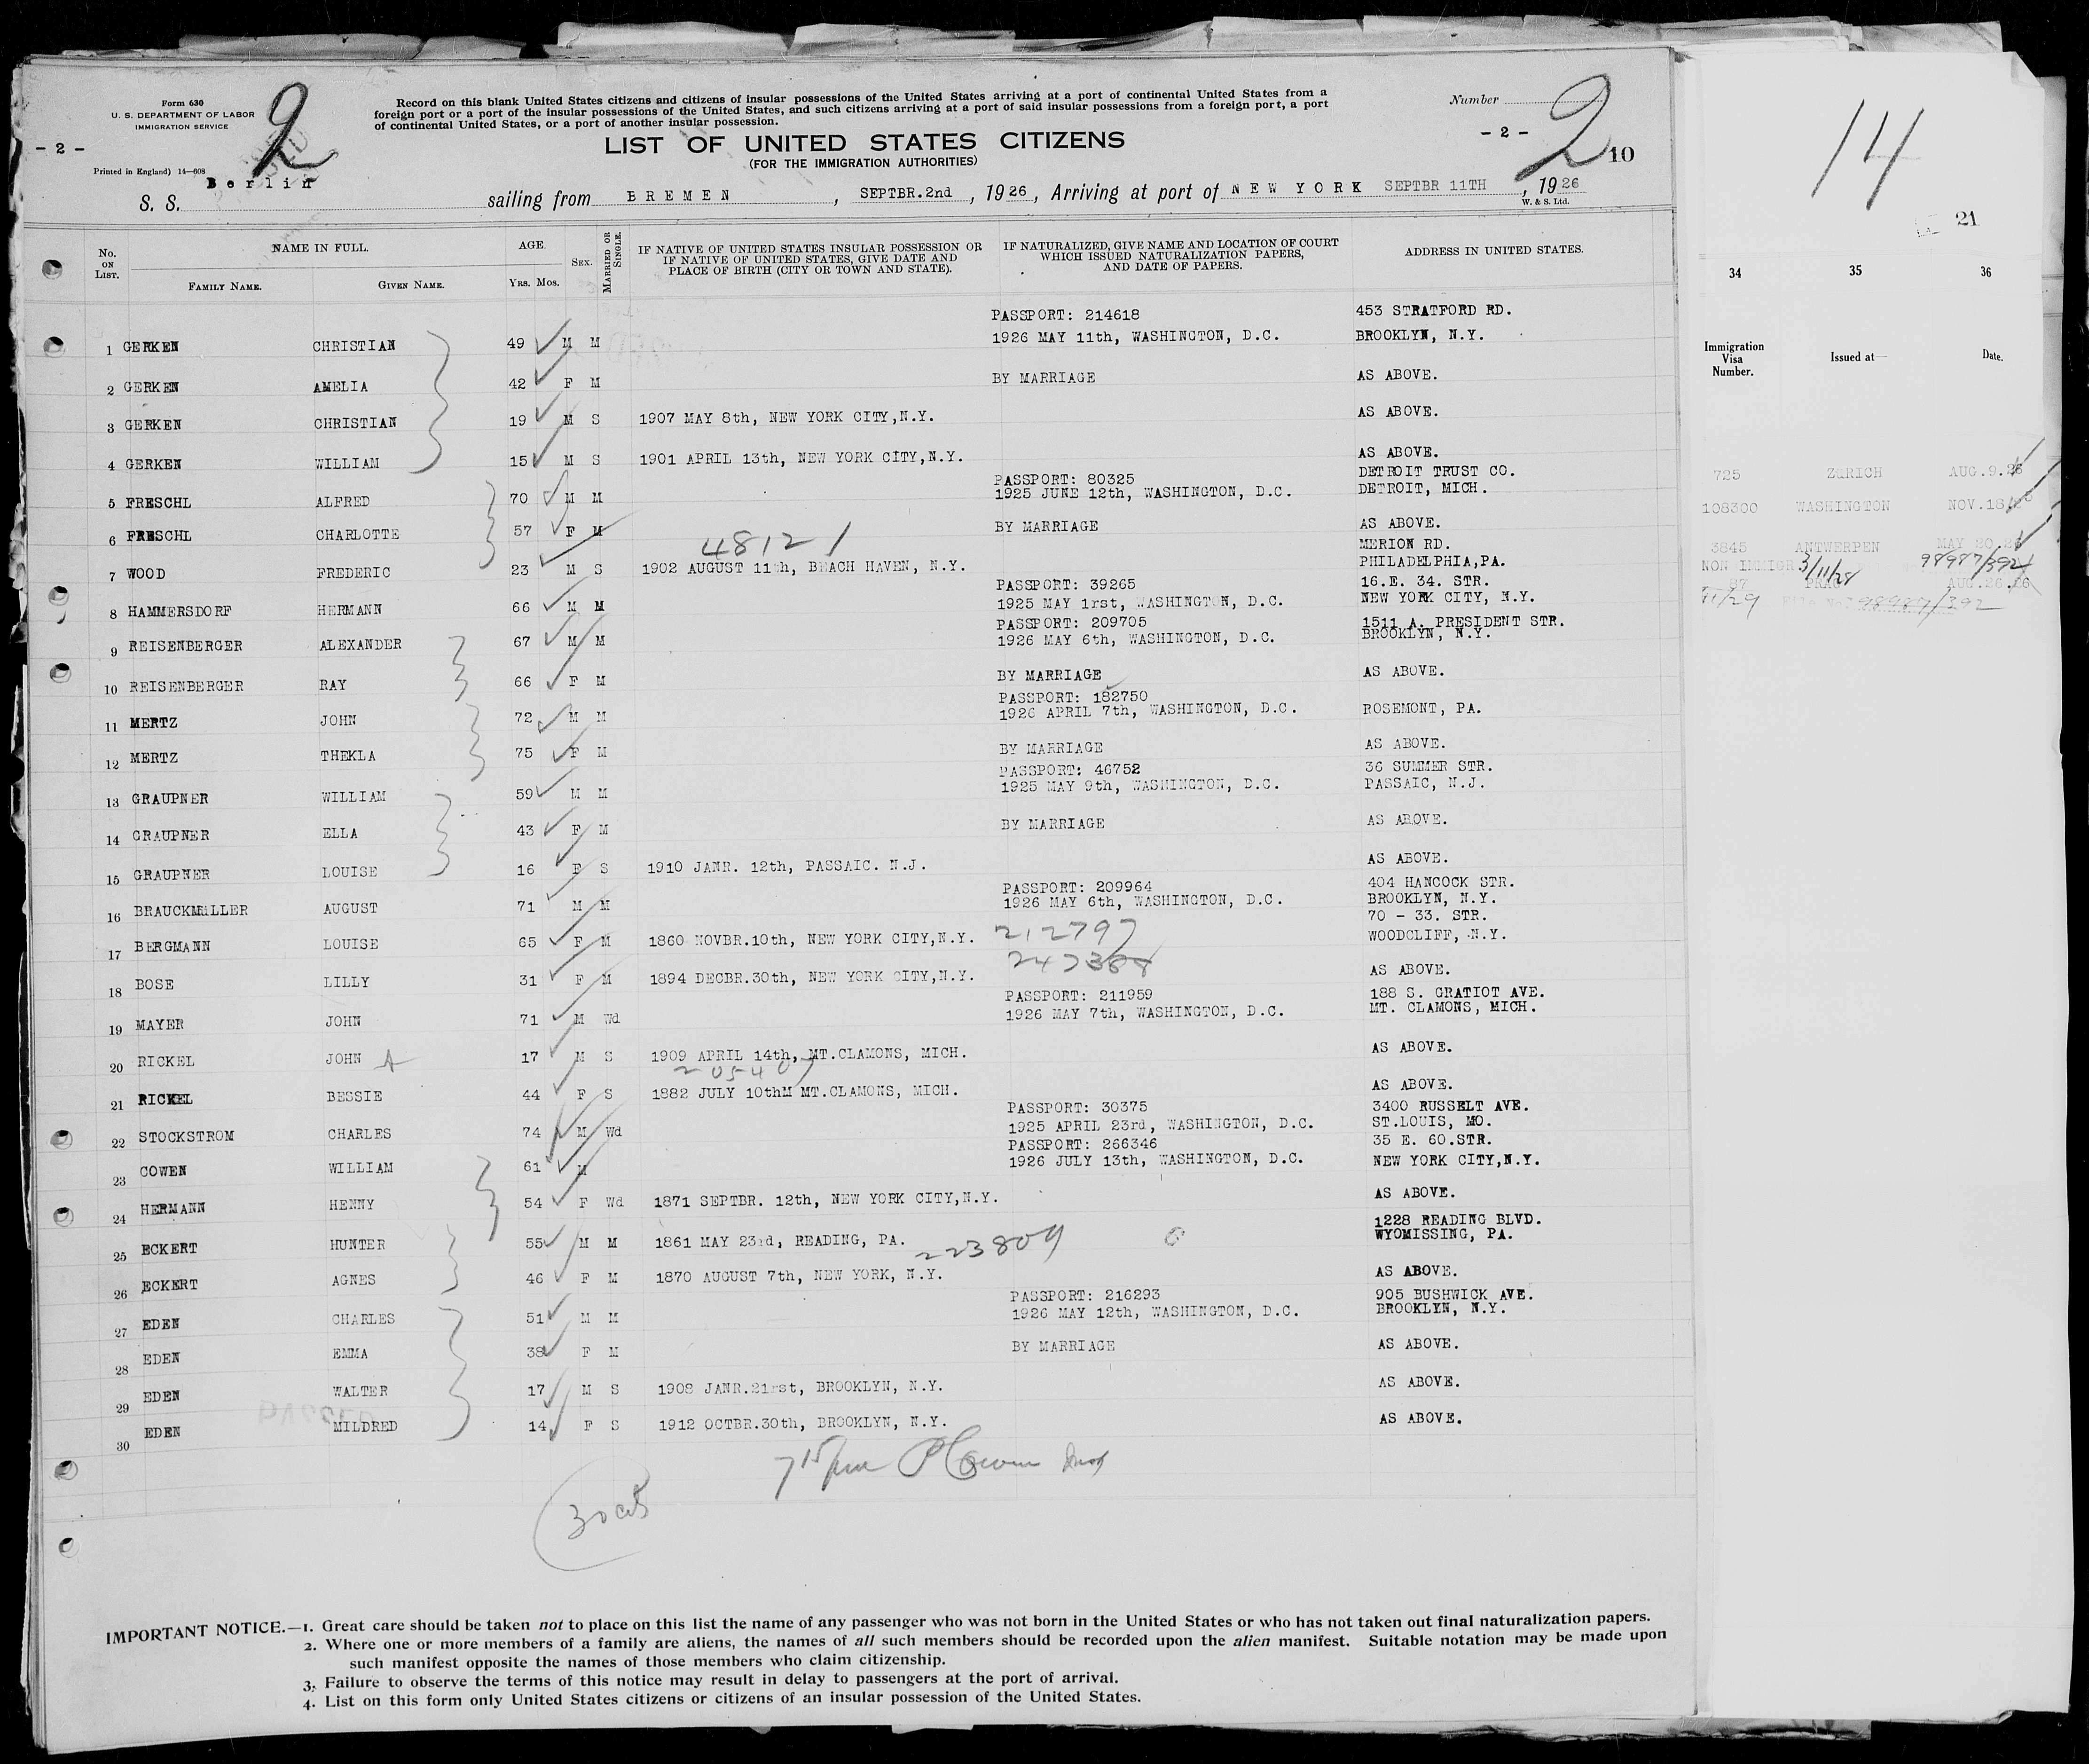 Form 630
U. S. DEPARTMENT OF LABOR
IMMIGRATION SERVICE
2
- 2 -
Printed in England) 14—608
Record on this blank United States citizens and citizens of insular possessions of the United States arriving at a port of continental United States from a
foreign port or a port of the insular possessions of the United States, and such citizens arriving at a port of said insular possessions from a foreign port, a port
of continental United States, or a port of another insular possession.
LIST OF UNITED STATES CITIZENS
(FOR THE IMMIGRATION AUTHORITIES)
Number
- 2 -
2
10
S. S. Berlin sailing from BREMEN, SEPTBR.2nd, 1926, Arriving at port of NEW YORK SEPTBR 11TH, 1926
W. & S. Ltd.
No. ON LIST.
NAME IN FULL.
FAMILY NAME. GIVEN NAME.
AGE.
YRS. MOS.
SEX.
MARRIED OR SINGLE.
IF NATIVE OF UNITED STATES INSULAR POSSESSION OR
IF NATIVE OF UNITED STATES, GIVE DATE AND
PLACE OF BIRTH (CITY OR TOWN AND STATE).
IF NATURALIZED, GIVE NAME AND LOCATION OF COURT
WHICH ISSUED NATURALIZATION PAPERS,
AND DATE OF PAPERS.
ADDRESS IN UNITED STATES.
PASSPORT: 214618 453 STRATFORD RD.
1 GERKEN CHRISTIAN 49 M M 1926 MAY 11th, WASHINGTON, D.C. BROOKLYN, N.Y.
2 GERKEN AMELIA 42 F M BY MARRIAGE AS ABOVE.
3 GERKEN CHRISTIAN 19 M S 1907 MAY 8th, NEW YORK CITY,N.Y. AS ABOVE.
4 GERKEN WILLIAM 15 M S 1901 APRIL 13th, NEW YORK CITY,N.Y. AS ABOVE.
PASSPORT: 80325 DETROIT TRUST CO.
5 FRESCHL ALFRED 70 M M 1925 JUNE 12th, WASHINGTON, D.C. DETROIT, MICH.
6 FRESCHL CHARLOTTE 57 F M BY MARRIAGE AS ABOVE.
48121 MERION RD.
7 WOOD FREDERIC 23 M S 1902 AUGUST 11th, BEACH HAVEN, N.Y. PHILADELPHIA,PA.
PASSPORT: 39265 16.E. 34. STR.
8 HAMMERSDORF HERMANN 66 M M 1925 MAY 1rst, WASHINGTON, D.C. NEW YORK CITY, N.Y.
PASSPORT: 209705 1511 A. PRESIDENT STR.
9 REISENBERGER ALEXANDER 67 M M 1926 MAY 6th, WASHINGTON, D.C. BROOKLYN, N.Y.
10 REISENBERGER RAY 66 F M BY MARRIAGE AS ABOVE.
PASSPORT: 182750
11 MERTZ JOHN 72 M M 1926 APRIL 7th, WASHINGTON, D.C. ROSEMONT, PA.
12 MERTZ THEKLA 75 F M BY MARRIAGE AS ABOVE.
PASSPORT: 46752 36 SUMMER STR.
13 GRAUPNER WILLIAM 59 M M 1925 MAY 9th, WASHINGTON, D.C. PASSAIC, N.J.
14 GRAUPNER ELLA 43 F M BY MARRIAGE AS ABOVE.
15 GRAUPNER LOUISE 16 F S 1910 JANR. 12th, PASSAIC. N.J. AS ABOVE.
PASSPORT: 209964 404 HANCOCK STR.
16 BRAUCKMILLER AUGUST 71 M M 1926 MAY 6th, WASHINGTON, D.C. BROOKLYN, N.Y.
70 - 33. STR.
17 BERGMANN LOUISE 65 F M 1860 NOVBR.10th, NEW YORK CITY,N.Y. 212797 WOODCLIFF, N.Y.
247388
18 BOSE LILLY 31 F M 1894 DECBR.30th, NEW YORK CITY,N.Y. AS ABOVE.
PASSPORT: 211959 188 S. GRATIOT AVE.
19 MAYER JOHN 71 M Wd 1926 MAY 7th, WASHINGTON, D.C. MT. CLAMONS, MICH.
20 RICKEL JOHN A 17 M S 1909 APRIL 14th, MT.CLAMONS, MICH. AS ABOVE.
205407
21 RICKEL BESSIE 44 F S 1882 JULY 10thM MT.CLAMONS, MICH. AS ABOVE.
PASSPORT: 30375 3400 RUSSELT AVE.
22 STOCKSTROM CHARLES 74 M Wd 1925 APRIL 23rd, WASHINGTON, D.C. ST.LOUIS, MO.
PASSPORT: 266346 35 E. 60.STR.
23 COWEN WILLIAM 61 M 1926 JULY 13th, WASHINGTON, D.C. NEW YORK CITY,N.Y.
24 HERMANN HENNY 54 F Wd 1871 SEPTBR. 12th, NEW YORK CITY,N.Y. AS ABOVE.
1228 READING BLVD.
25 ECKERT HUNTER 55 M M 1861 MAY 23rd, READING, PA. 223809 WYOMISSING, PA.
26 ECKERT AGNES 46 F M 1870 AUGUST 7th, NEW YORK, N.Y. AS ABOVE.
PASSPORT: 216293 905 BUSHWICK AVE.
27 EDEN CHARLES 51 M M 1926 MAY 12th, WASHINGTON, D.C. BROOKLYN, N.Y.
28 EDEN EMMA 38 F M BY MARRIAGE AS ABOVE.
29 EDEN WALTER 17 M S 1908 JANR.21rst, BROOKLYN, N.Y. AS ABOVE.
30 EDEN MILDRED 14 F S 1912 OCTBR.30th, BROOKLYN, N.Y. AS ABOVE.
IMPORTANT NOTICE.—1. Great care should be taken not to place on this list the name of any passenger who was not born in the United States or who has not taken out final naturalization papers.
2. Where one or more members of a family are aliens, the names of all such members should be recorded upon the alien manifest. Suitable notation may be made upon
such manifest opposite the names of those members who claim citizenship.
3. Failure to observe the terms of this notice may result in delay to passengers at the port of arrival.
4. List on this form only United States citizens or citizens of an insular possession of the United States.
14
21
34 35 36
Immigration Visa Number. Issued at Date.
725 ZURICH AUG.9.26
108300 WASHINGTON NOV.18
3845 ANTWERPEN MAY 20.26
NON IMMIGR 3/11/28 98987/392
87 PRAG AUG.26.26
98987/392